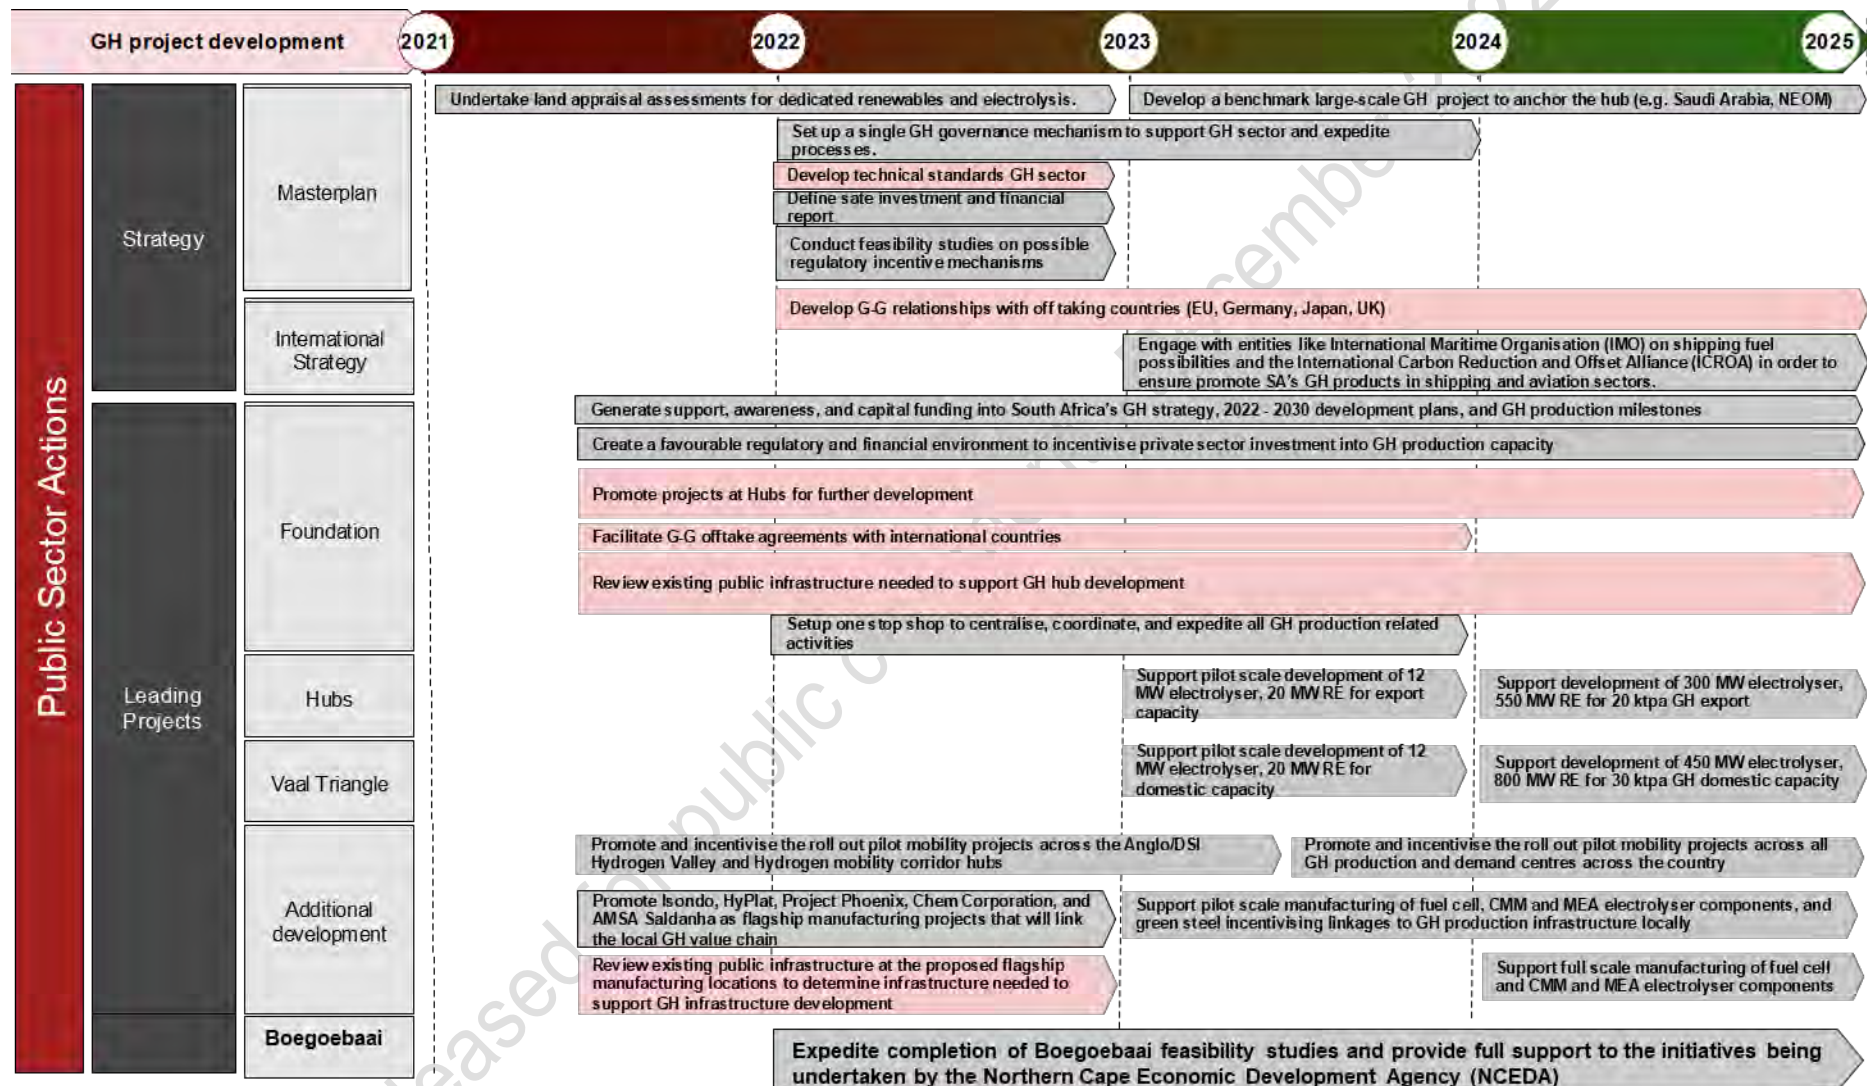 GH project development
2021
2022
2023
2024
2025
Public Sector Actions
Strategy
Masterplan
Undertake land appraisal assessments for dedicated renewables and electrolysis.
Develop a benchmark large-scale GH project to anchor the hub (e.g. Saudi Arabia, NEOM)
Set up a single GH governance mechanism to support GH sector and expedite
processes.
Develop technical standards GH sector
Define sate investment and financial
report
Conduct feasibility studies on possible
regulatory incentive mechanisms
International
Strategy
Develop G-G relationships with off taking countries (EU, Germany, Japan, UK)
Engage with entities like International Maritime Organisation (IMO) on shipping fuel
possibilities and the International Carbon Reduction and Offset Alliance (ICROA) in order to
ensure promote SA's GH products in shipping and aviation sectors.
Leading
Projects
Foundation
Generate support, awareness, and capital funding into South Africa's GH strategy, 2022 - 2030 development plans, and GH production milestones
Create a favourable regulatory and financial environment to incentivise private sector investment into GH production capacity
Promote projects at Hubs for further development
Facilitate G-G offtake agreements with international countries
Review existing public infrastructure needed to support GH hub development
Setup one stop shop to centralise, coordinate, and expedite all GH production related
activities
Hubs
Support pilot scale development of 12
MW electrolyser, 20 MW RE for export
capacity
Support development of 300 MW electrolyser,
550 MW RE for 20 ktpa GH export
Vaal Triangle
Support pilot scale development of 12
MW electrolyser, 20 MW RE for
domestic capacity
Support development of 450 MW electrolyser,
800 MW RE for 30 ktpa GH domestic capacity
Additional
development
Promote and incentivise the roll out pilot mobility projects across the Anglo/DSI
Hydrogen Valley and Hydrogen mobility corridor hubs
Promote and incentivise the roll out pilot mobility projects across all
GH production and demand centres across the country
Promote Isondo, HyPlat, Project Phoenix, Chem Corporation, and
AMSA Saldanha as flagship manufacturing projects that will link
the local GH value chain
Support pilot scale manufacturing of fuel cell, CMM and MEA electrolyser components, and
green steel incentivising linkages to GH production infrastructure locally
Review existing public infrastructure at the proposed flagship
manufacturing locations to determine infrastructure needed to
support GH infrastructure development
Support full scale manufacturing of fuel cell
and CMM and MEA electrolyser components
Boegoebaai
Expedite completion of Boegoebaai feasibility studies and provide full support to the initiatives being
undertaken by the Northern Cape Economic Development Agency (NCEDA)